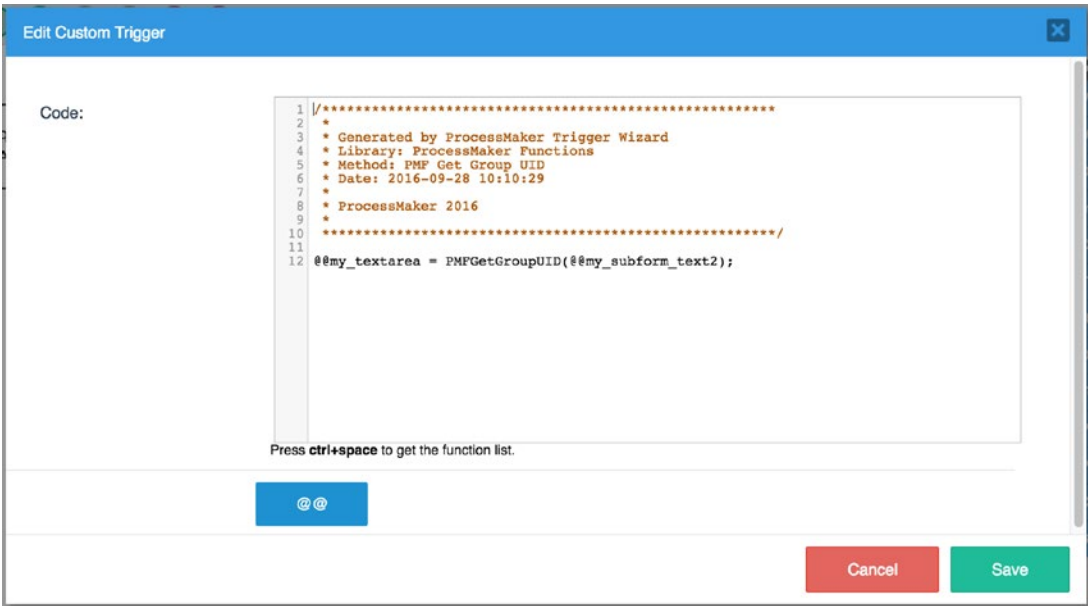 Edit Custom Trigger
Code:
1 /*******************************************************
2 *
3 * Generated by ProcessMaker Trigger Wizard
4 * Library: ProcessMaker Functions
5 * Method: PMF Get Group UID
6 * Date: 2016-09-28 10:10:29
7 *
8 * ProcessMaker 2016
9 *
10 *******************************************************/
11
12 @@my_textarea = PMFGetGroupUID(@@my_subform_text2);
Press ctrl+space to get the function list.
@@
Cancel Save